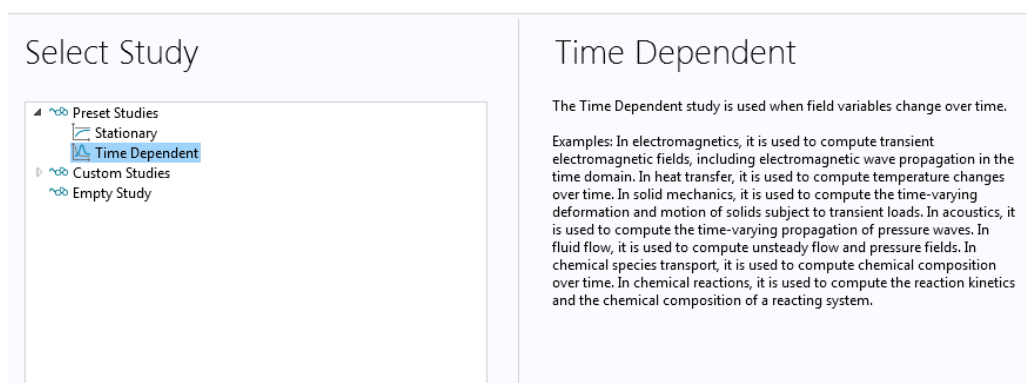 Select Study
Preset Studies
Stationary
Time Dependent
Custom Studies
Empty Study
Time Dependent
The Time Dependent study is used when field variables change over time.
Examples: In electromagnetics, it is used to compute transient
electromagnetic fields, including electromagnetic wave propagation in the
time domain. In heat transfer, it is used to compute temperature changes
over time. In solid mechanics, it is used to compute the time-varying
deformation and motion of solids subject to transient loads. In acoustics, it
is used to compute the time-varying propagation of pressure waves. In
fluid flow, it is used to compute unsteady flow and pressure fields. In
chemical species transport, it is used to compute chemical composition
over time. In chemical reactions, it is used to compute the reaction kinetics
and the chemical composition of a reacting system.